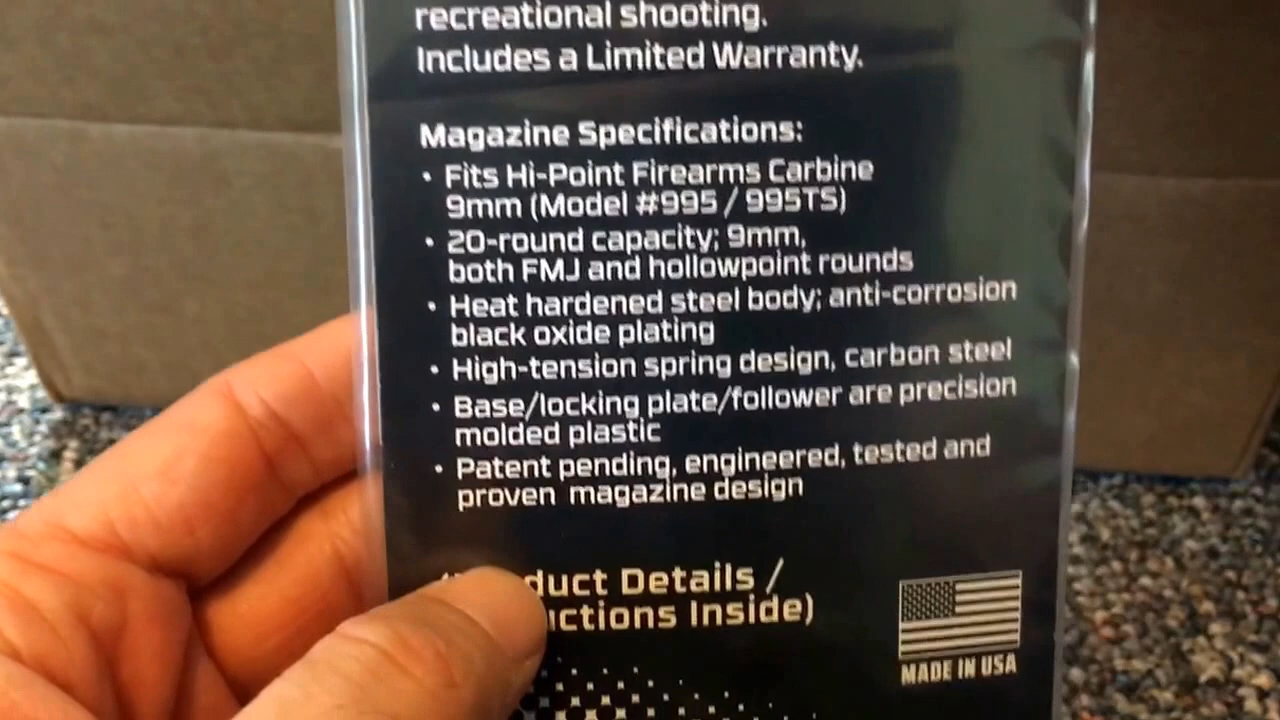 recreational shooting.
Includes a Limited Warranty.
Magazine Specifications:
• Fits Hi-Point Firearms Carbine
9mm (Model #995 / 995TS)
• 20-round capacity; 9mm,
both FMJ and hollowpoint rounds
• Heat hardened steel body; anti-corrosion
black oxide plating
• High-tension spring design, carbon steel
• Base/locking plate/follower are precision
molded plastic
• Patent pending, engineered, tested and
proven magazine design
Details /
Inside)
MADE IN USA